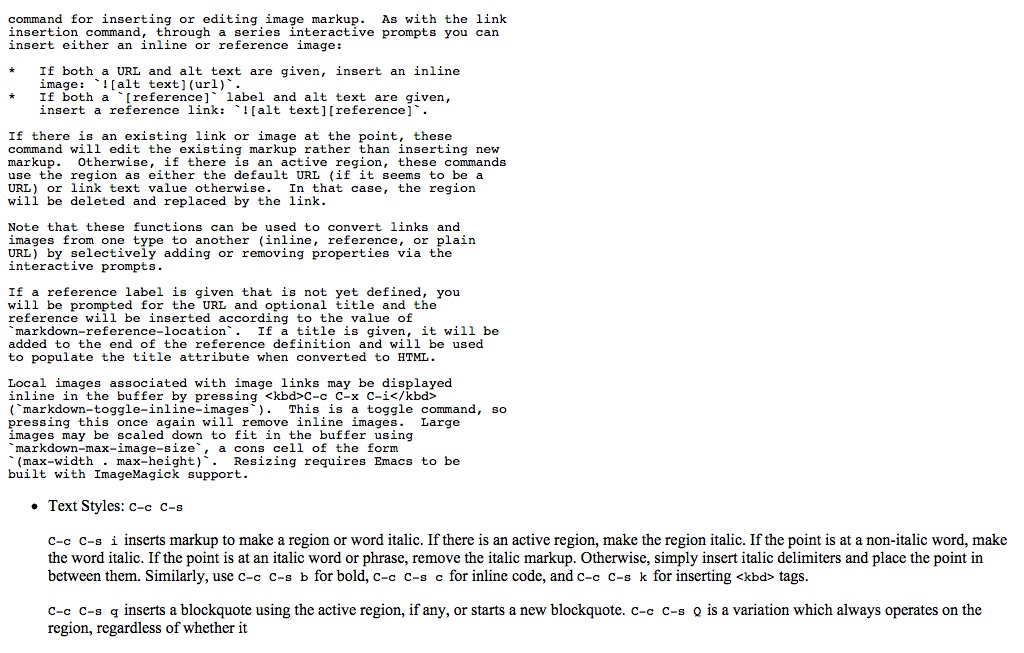 command for inserting or editing image markup.  As with the link
insertion command, through a series interactive prompts you can
insert either an inline or reference image:

*   If both a URL and alt text are given, insert an inline
    image: `![alt text](url)`.
*   If both a `[reference]` label and alt text are given,
    insert a reference link: `![alt text][reference]`.

If there is an existing link or image at the point, these
command will edit the existing markup rather than inserting new
markup.  Otherwise, if there is an active region, these commands
use the region as either the default URL (if it seems to be a
URL) or link text value otherwise.  In that case, the region
will be deleted and replaced by the link.

Note that these functions can be used to convert links and
images from one type to another (inline, reference, or plain
URL) by selectively adding or removing properties via the
interactive prompts.

If a reference label is given that is not yet defined, you
will be prompted for the URL and optional title and the
reference will be inserted according to the value of
`markdown-reference-location`.  If a title is given, it will be
added to the end of the reference definition and will be used
to populate the title attribute when converted to HTML.

Local images associated with image links may be displayed
inline in the buffer by pressing <kbd>C-c C-x C-i</kbd>
(`markdown-toggle-inline-images`).  This is a toggle command, so
pressing this once again will remove inline images.  Large
images may be scaled down to fit in the buffer using
`markdown-max-image-size`, a cons cell of the form
`(max-width . max-height)`.  Resizing requires Emacs to be
built with ImageMagick support.

• Text Styles: C-c C-s

C-c C-s i inserts markup to make a region or word italic. If there is an active region, make the region italic. If the point is at a non-italic word, make
the word italic. If the point is at an italic word or phrase, remove the italic markup. Otherwise, simply insert italic delimiters and place the point in
between them. Similarly, use C-c C-s b for bold, C-c C-s c for inline code, and C-c C-s k for inserting <kbd> tags.

C-c C-s q inserts a blockquote using the active region, if any, or starts a new blockquote. C-c C-s Q is a variation which always operates on the
region, regardless of whether it